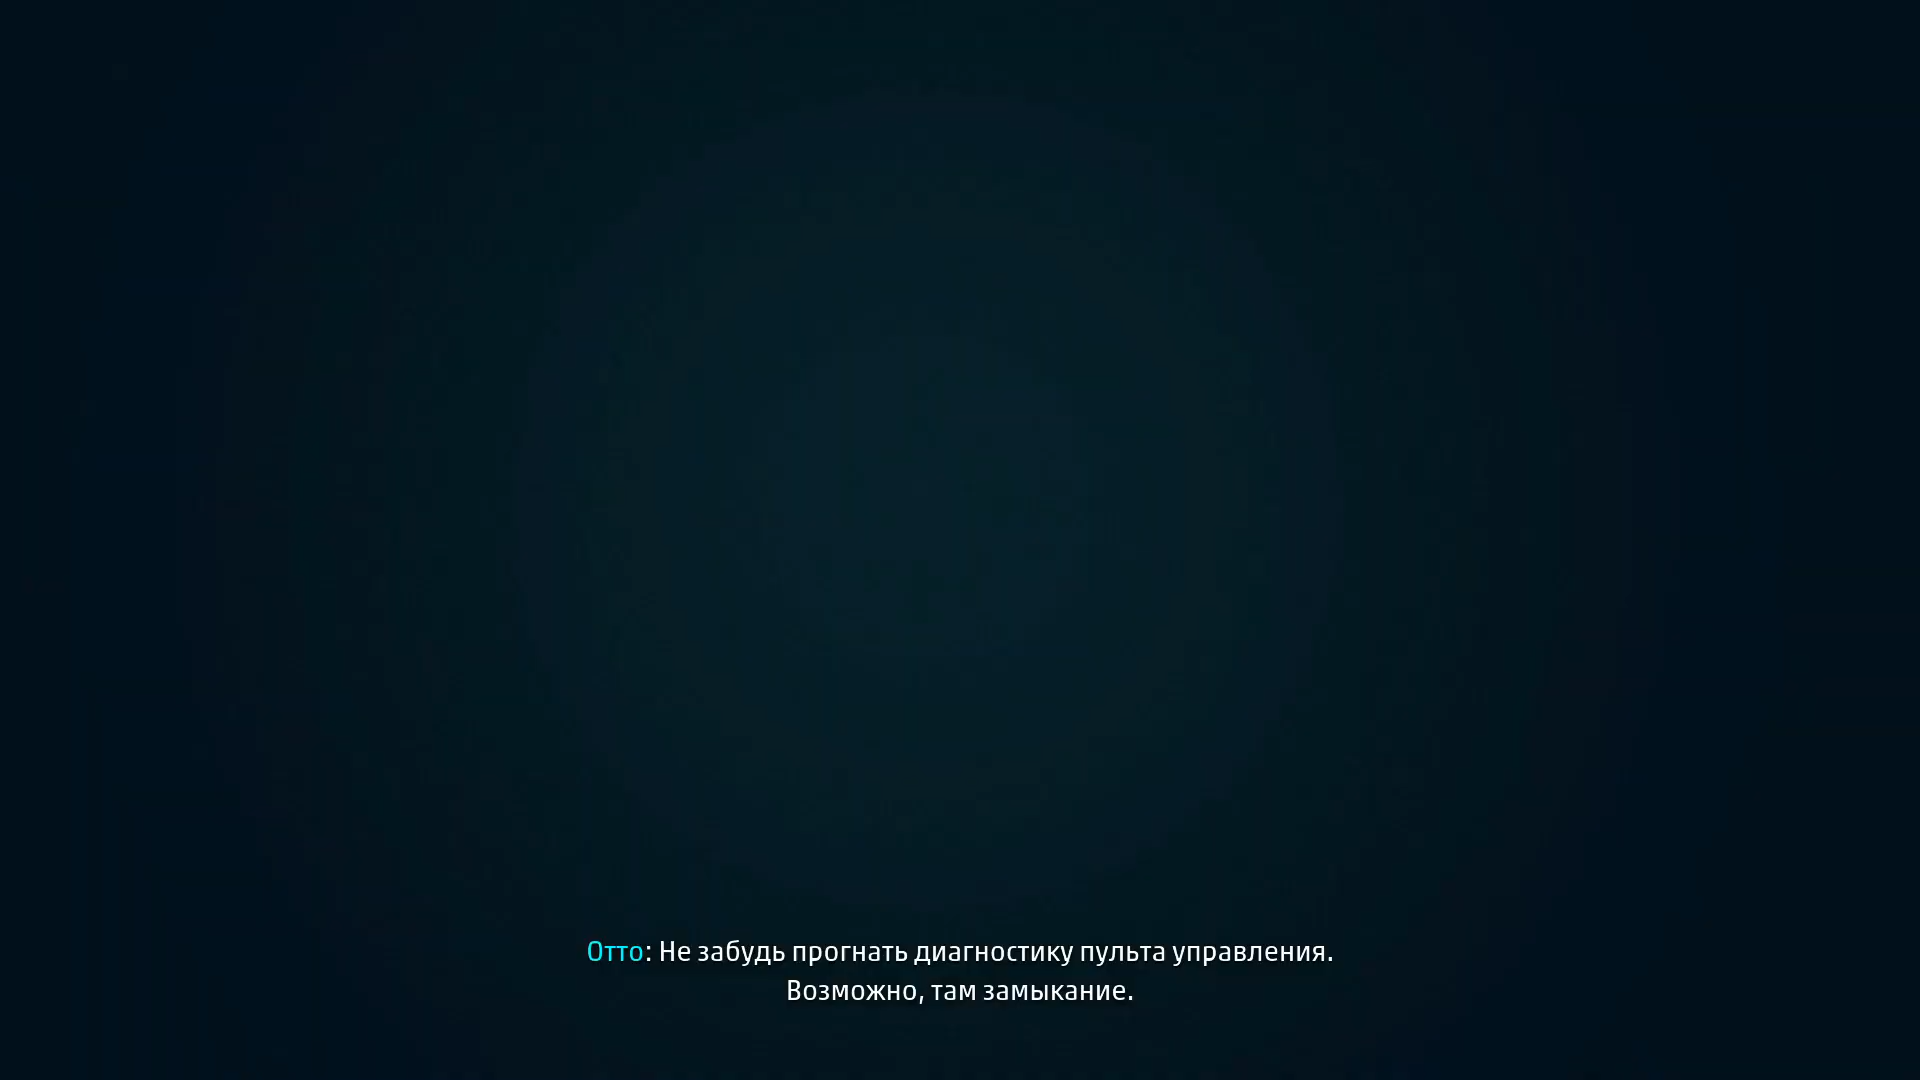 Отто: Не забудь прогнать диагностику пульта управления.
Возможно, там замыкание.